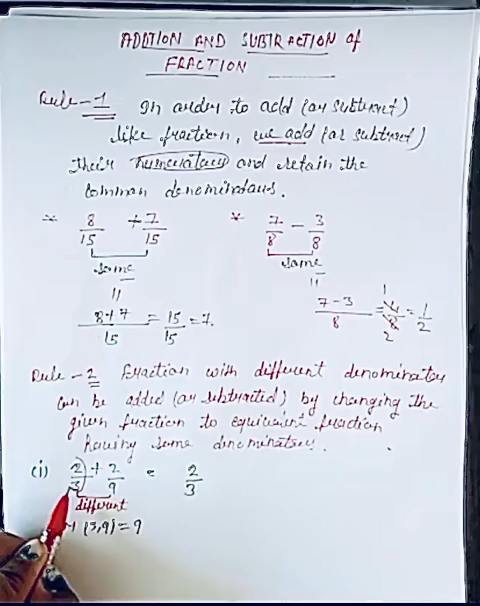 ADDITION AND SUBTRACTION of
FRACTION
Rule-1 In order to add (or subtract)
like fraction, we add (or subtract)
their numerators and retain the
common denominators.
* 8/15 + 7/15
* 7/8 - 3/8
same
same
||
||
8+7/15 = 15/15 = 1.
7-3/8 = 4/8 = 1/2
1
2
Rule-2 Fraction with different denominators
can be added (or subtracted) by changing the
given fraction to equivalent fraction
having same denominators.
(i) 2/3 + 2/9 = 2/3
different
(3,9) = 9